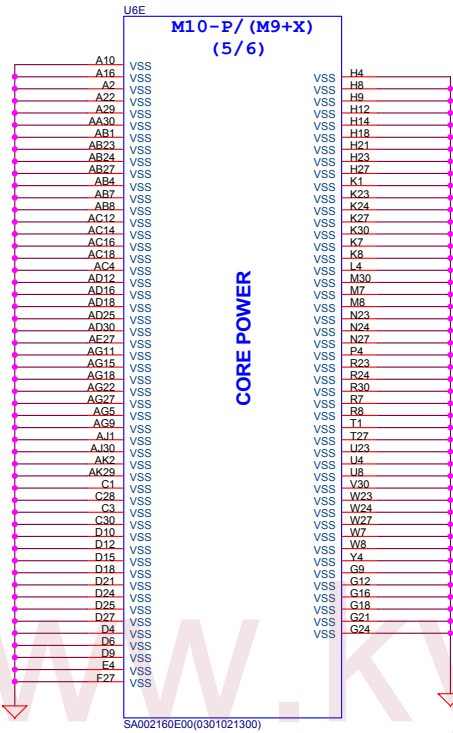 U6E
M10-P/(M9+X)
(5/6)
A10 VSS
A16 VSS
A2 VSS
A22 VSS
A29 VSS
AA30 VSS
AB1 VSS
AB23 VSS
AB24 VSS
AB27 VSS
AB4 VSS
AB7 VSS
AB8 VSS
AC12 VSS
AC14 VSS
AC16 VSS
AC18 VSS
AC4 VSS
AD12 VSS
AD16 VSS
AD18 VSS
AD25 VSS
AD30 VSS
AE27 VSS
AG11 VSS
AG15 VSS
AG18 VSS
AG22 VSS
AG27 VSS
AG5 VSS
AG9 VSS
AJ1 VSS
AJ30 VSS
AK2 VSS
AK29 VSS
C1 VSS
C28 VSS
C3 VSS
C30 VSS
D10 VSS
D12 VSS
D15 VSS
D18 VSS
D21 VSS
D24 VSS
D25 VSS
D27 VSS
D4 VSS
D6 VSS
D9 VSS
E4 VSS
F27 VSS
CORE POWER
VSS H4
VSS H8
VSS H9
VSS H12
VSS H14
VSS H18
VSS H21
VSS H23
VSS H27
VSS K1
VSS K23
VSS K24
VSS K27
VSS K30
VSS K7
VSS K8
VSS L4
VSS M30
VSS M7
VSS M8
VSS N23
VSS N24
VSS N27
VSS P4
VSS R23
VSS R24
VSS R30
VSS R7
VSS R8
VSS T1
VSS T27
VSS U23
VSS U4
VSS U8
VSS V30
VSS W23
VSS W24
VSS W27
VSS W7
VSS W8
VSS Y4
VSS G9
VSS G12
VSS G16
VSS G18
VSS G21
VSS G24
SA002160E00(0301021300)